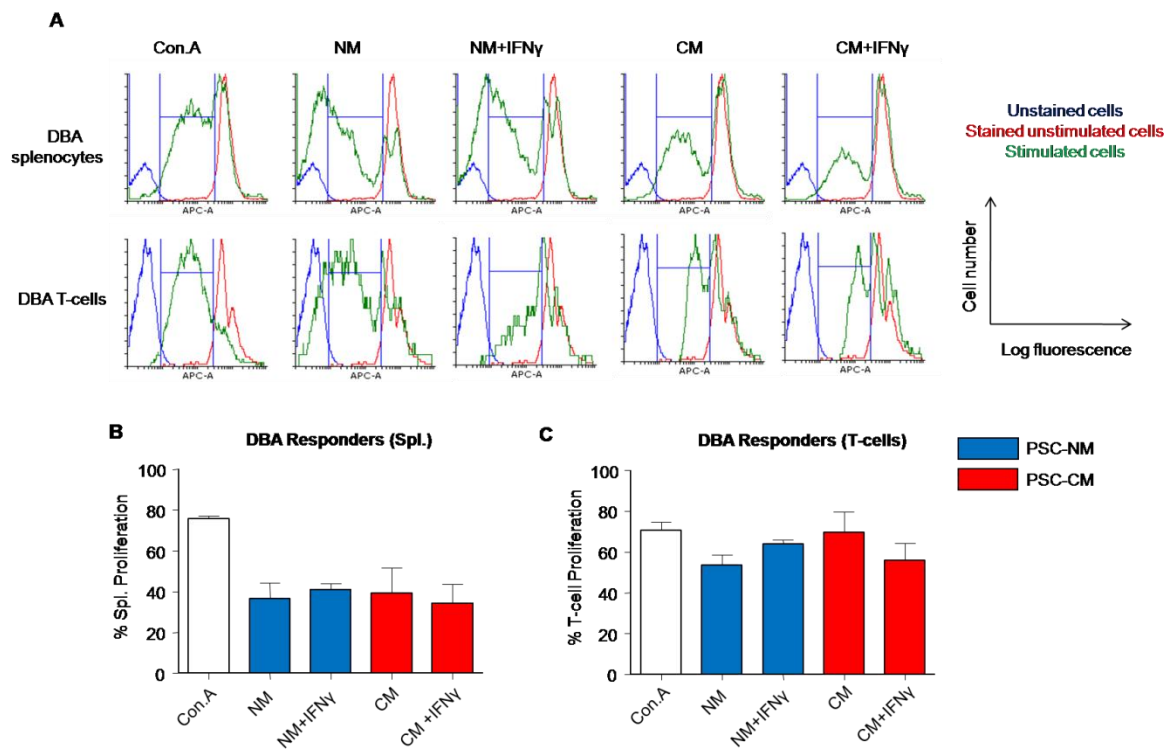 A
Con.A
NM
NM+IFNγ
CM
CM+IFNγ
DBA
splenocytes
APC-A
APC-A
APC-A
APC-A
APC-A
DBA T-cells
APC-A
APC-A
APC-A
APC-A
APC-A
Unstained cells
Stained unstimulated cells
Stimulated cells
Cell number
Log fluorescence
B
DBA Responders (Spl.)
% Spl. Proliferation
100
80
60
40
20
0
Con.A
NM
NM+IFNγ
CM
CM +IFNγ
C
DBA Responders (T-cells)
% T-cell Proliferation
100
80
60
40
20
0
Con.A
NM
NM+IFNγ
CM
CM+IFNγ
PSC-NM
PSC-CM